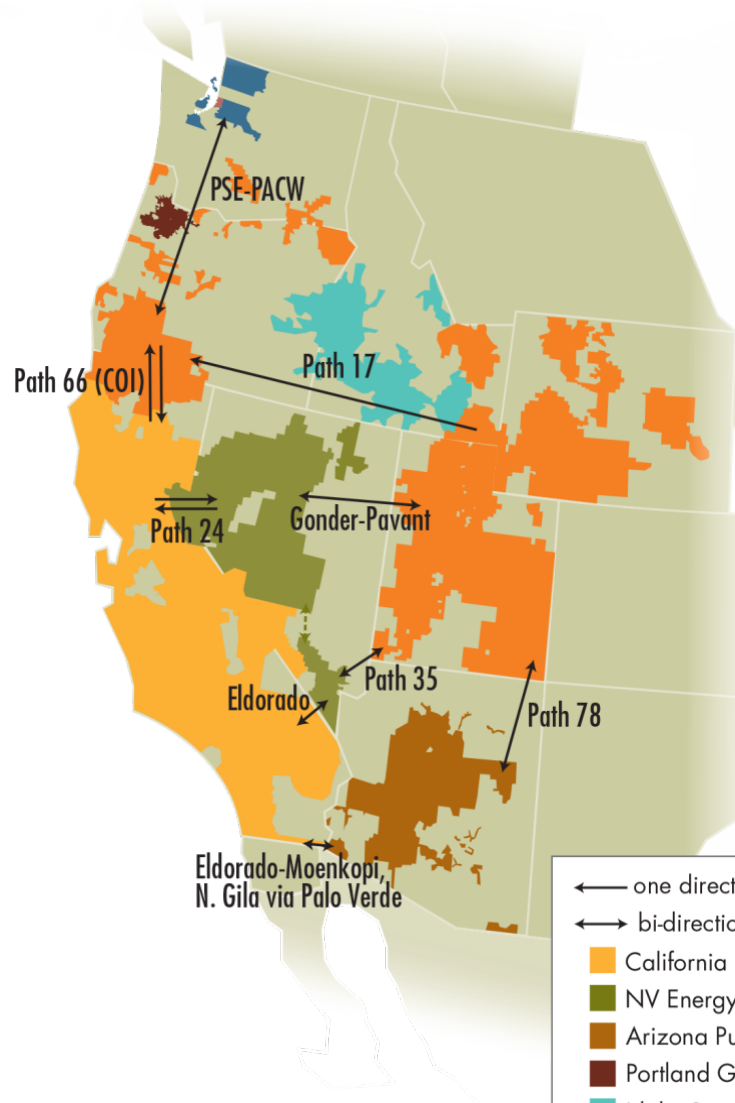 PSE-PACW
Path 17
Path 66 (COI)
Path 24
Gonder-Pavant
Path 35
Eldorado
Path 78
Eldorado-Moenkopi,
N. Gila via Palo Verde
one direct
bi-directio
California
NV Energy
Arizona Pu
Portland G